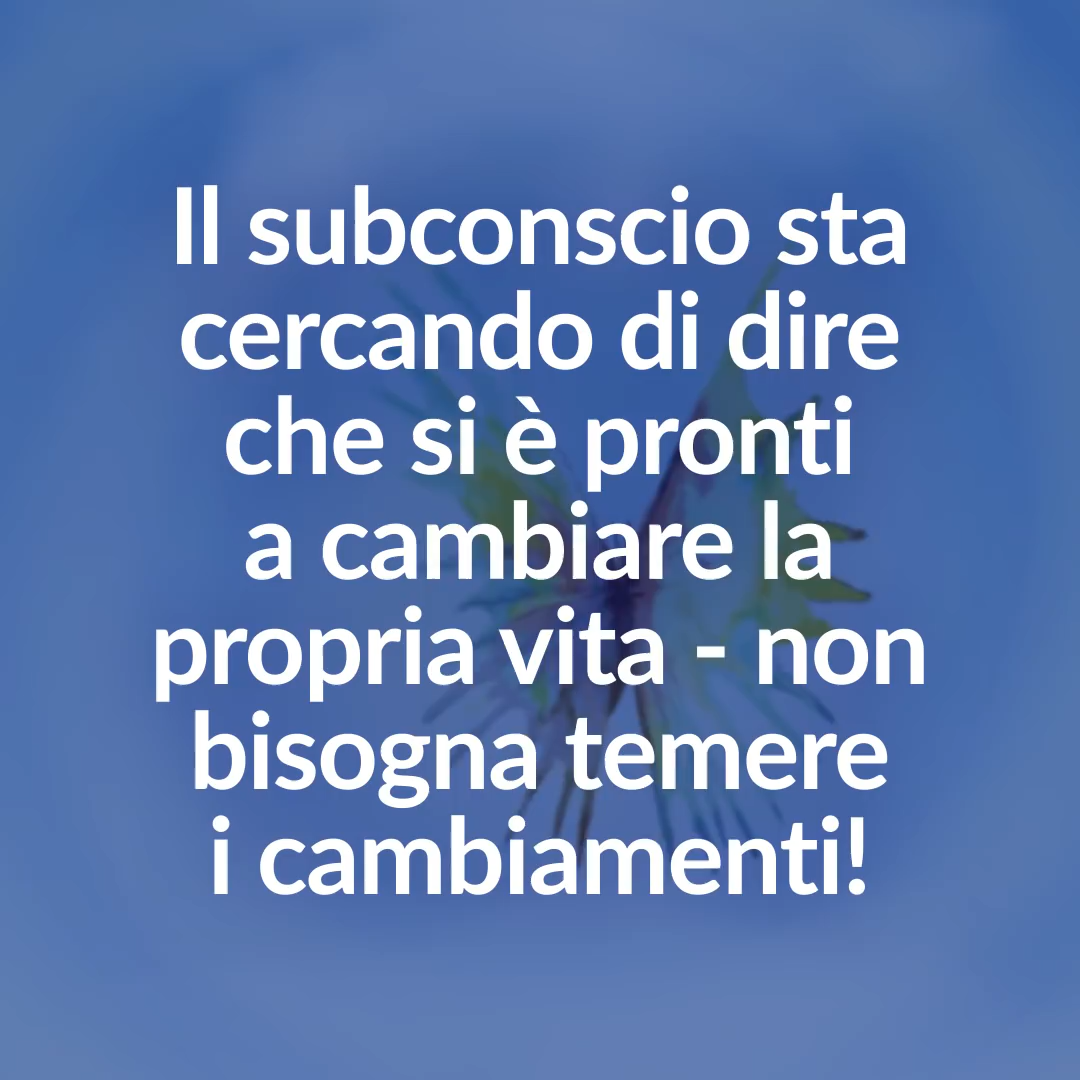 Il subconscio sta
cercando di dire
che si è pronti
a cambiare la
propria vita - non
bisogna temere
i cambiamenti!